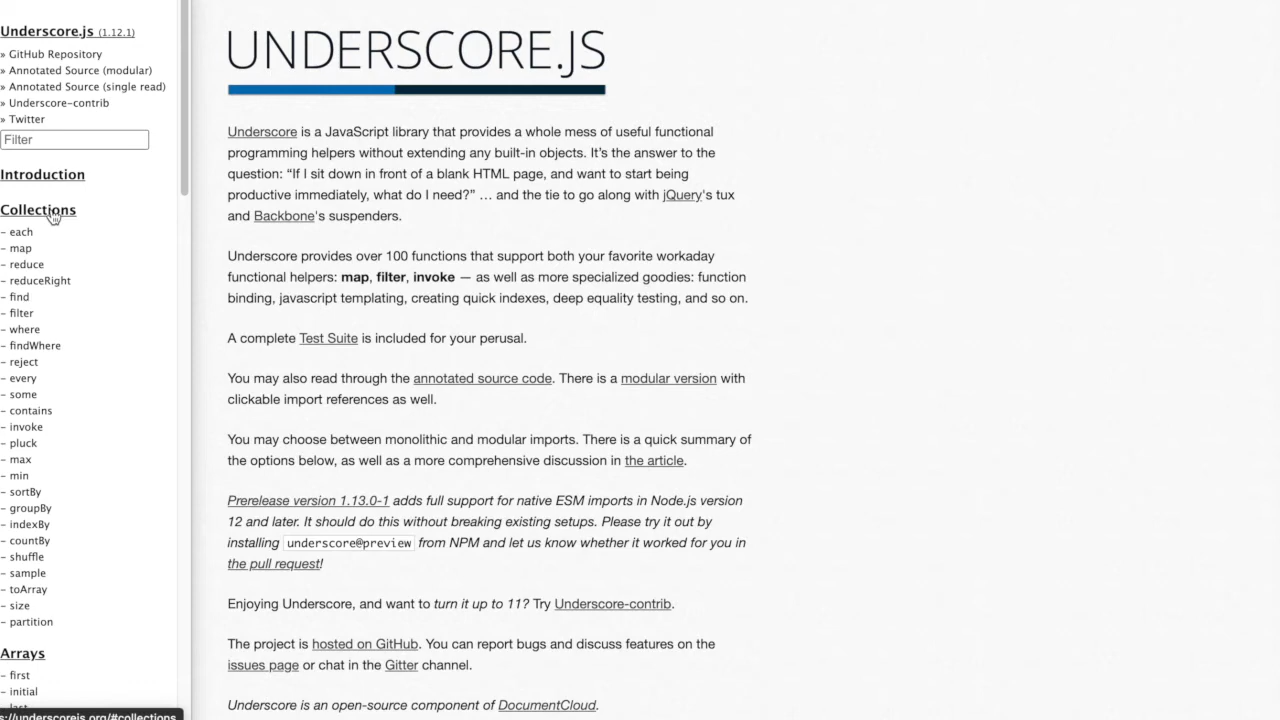 Underscore.js (1.12.1)
» GitHub Repository
» Annotated Source (modular)
» Annotated Source (single read)
» Underscore-contrib
» Twitter
Filter
Introduction
Collections
- each
- map
- reduce
- reduceRight
- find
- filter
- where
- findWhere
- reject
- every
- some
- contains
- invoke
- pluck
- max
- min
- sortBy
- groupBy
- indexBy
- countBy
- shuffle
- sample
- toArray
- size
- partition
Arrays
- first
- initial
- last
s://underscorejs.org/#collections
UNDERSCORE.JS
Underscore is a JavaScript library that provides a whole mess of useful functional
programming helpers without extending any built-in objects. It’s the answer to the
question: “If I sit down in front of a blank HTML page, and want to start being
productive immediately, what do I need?” … and the tie to go along with jQuery's tux
and Backbone's suspenders.
Underscore provides over 100 functions that support both your favorite workaday
functional helpers: map, filter, invoke — as well as more specialized goodies: function
binding, javascript templating, creating quick indexes, deep equality testing, and so on.
A complete Test Suite is included for your perusal.
You may also read through the annotated source code. There is a modular version with
clickable import references as well.
You may choose between monolithic and modular imports. There is a quick summary of
the options below, as well as a more comprehensive discussion in the article.
Prerelease version 1.13.0-1 adds full support for native ESM imports in Node.js version
12 and later. It should do this without breaking existing setups. Please try it out by
installing underscore@preview from NPM and let us know whether it worked for you in
the pull request!
Enjoying Underscore, and want to turn it up to 11? Try Underscore-contrib.
The project is hosted on GitHub. You can report bugs and discuss features on the
issues page or chat in the Gitter channel.
Underscore is an open-source component of DocumentCloud.